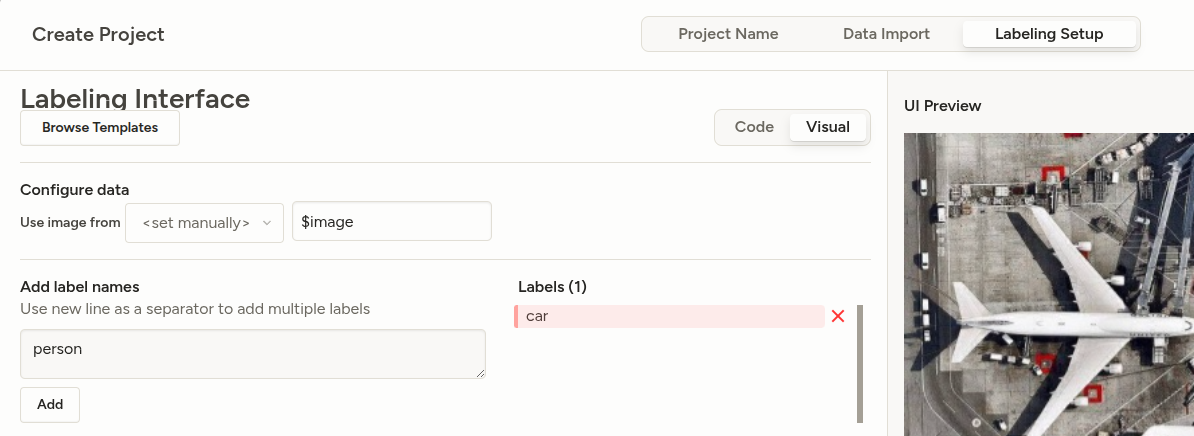 Create Project
Project Name
Data Import
Labeling Setup
Labeling Interface
Browse Templates
Code
Visual
UI Preview
Configure data
Use image from
<set manually>
$image
Add label names
Use new line as a separator to add multiple labels
person
Add
Labels (1)
car